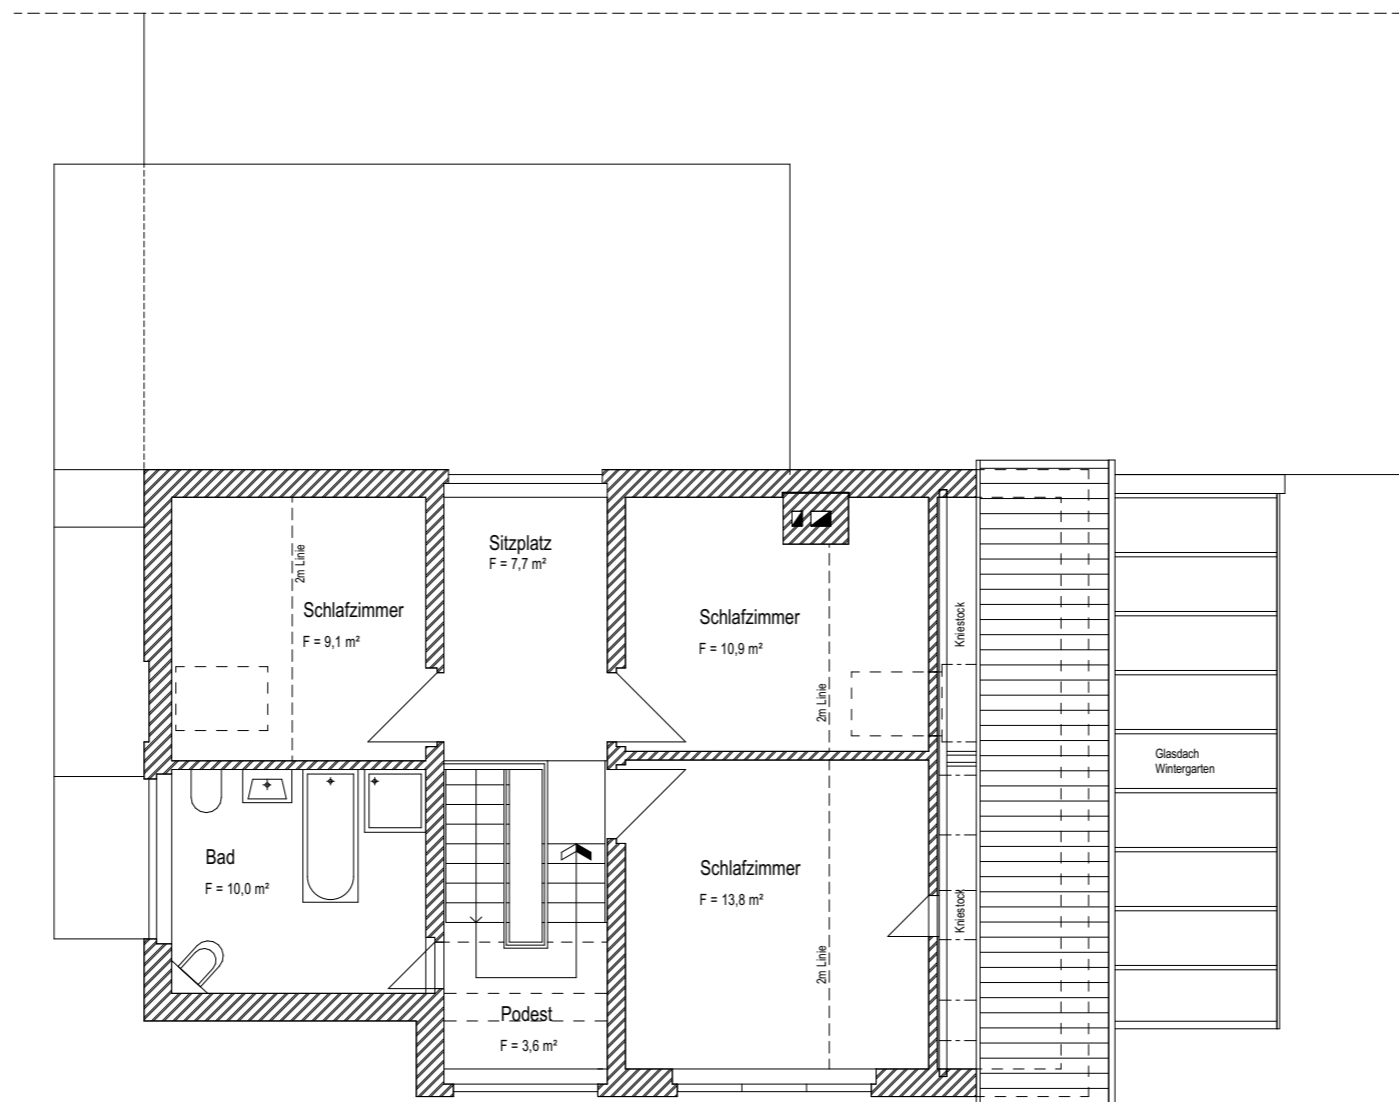 Sitzplatz
F = 7,7 m²
2m Linie
Schlafzimmer
F = 9,1 m²
Schlafzimmer
F = 10,9 m²
2m Linie
Kniestock
Glasdach
Wintergarten
Bad
F = 10,0 m²
Schlafzimmer
F = 13,8 m²
Kniestock
2m Linie
Podest
F = 3,6 m²